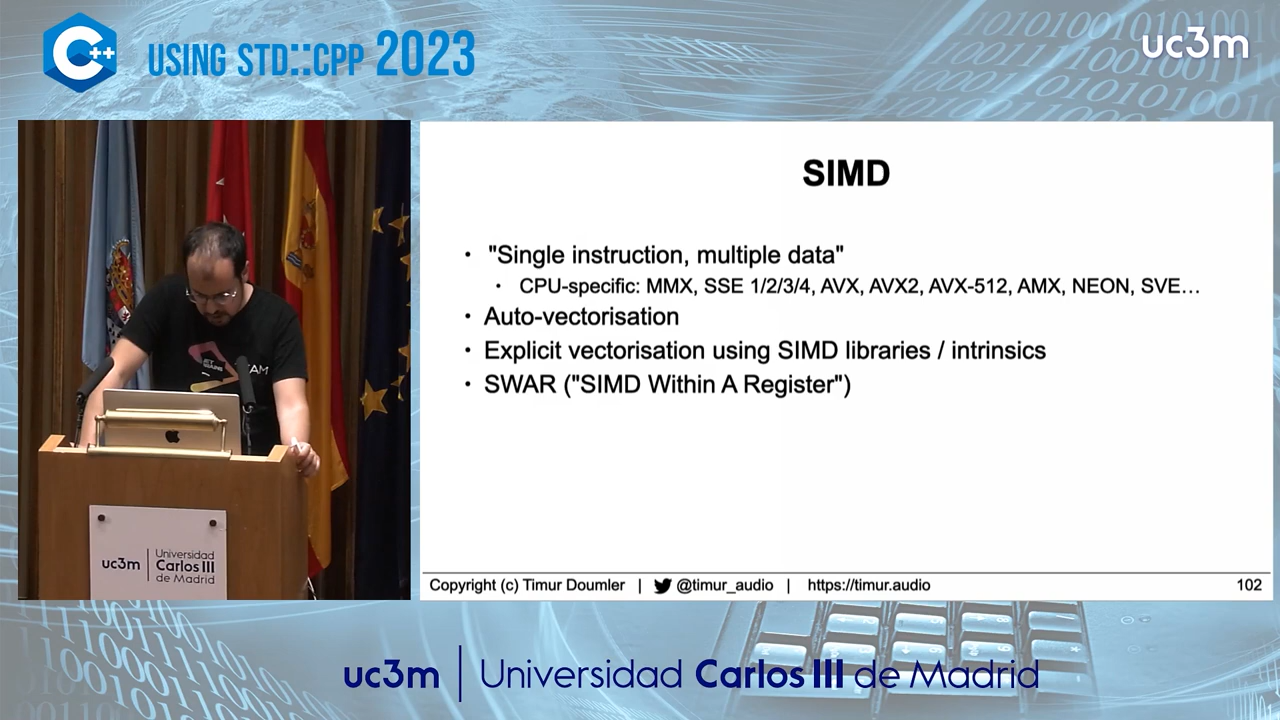 C++
USING STD::CPP 2023
uc3m
SIMD
• "Single instruction, multiple data"
• CPU-specific: MMX, SSE 1/2/3/4, AVX, AVX2, AVX-512, AMX, NEON, SVE…
• Auto-vectorisation
• Explicit vectorisation using SIMD libraries / intrinsics
• SWAR ("SIMD Within A Register")
Copyright (c) Timur Doumler | @timur_audio | https://timur.audio 102
uc3m | Universidad
Carlos III
de Madrid
uc3m | Universidad Carlos III de Madrid